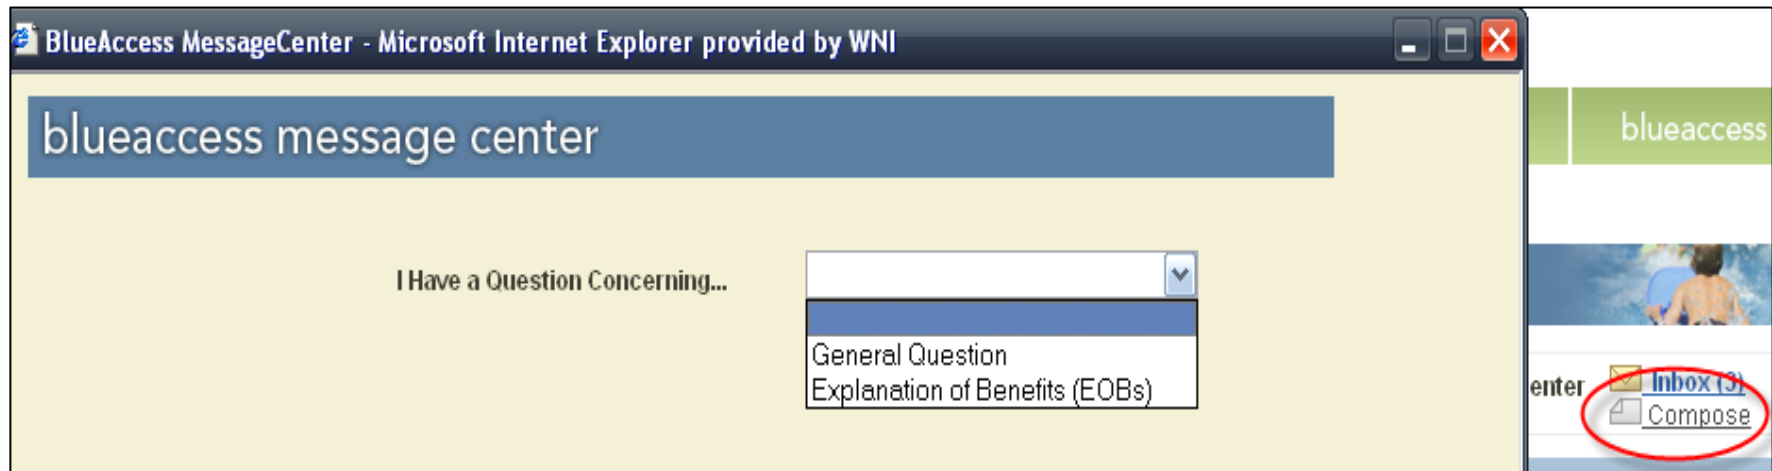 BlueAccess MessageCenter - Microsoft Internet Explorer provided by WNI
blueaccess message center
blueaccess
I Have a Question Concerning...
General Question
Explanation of Benefits (EOBs)
enter Inbox (3)
Compose